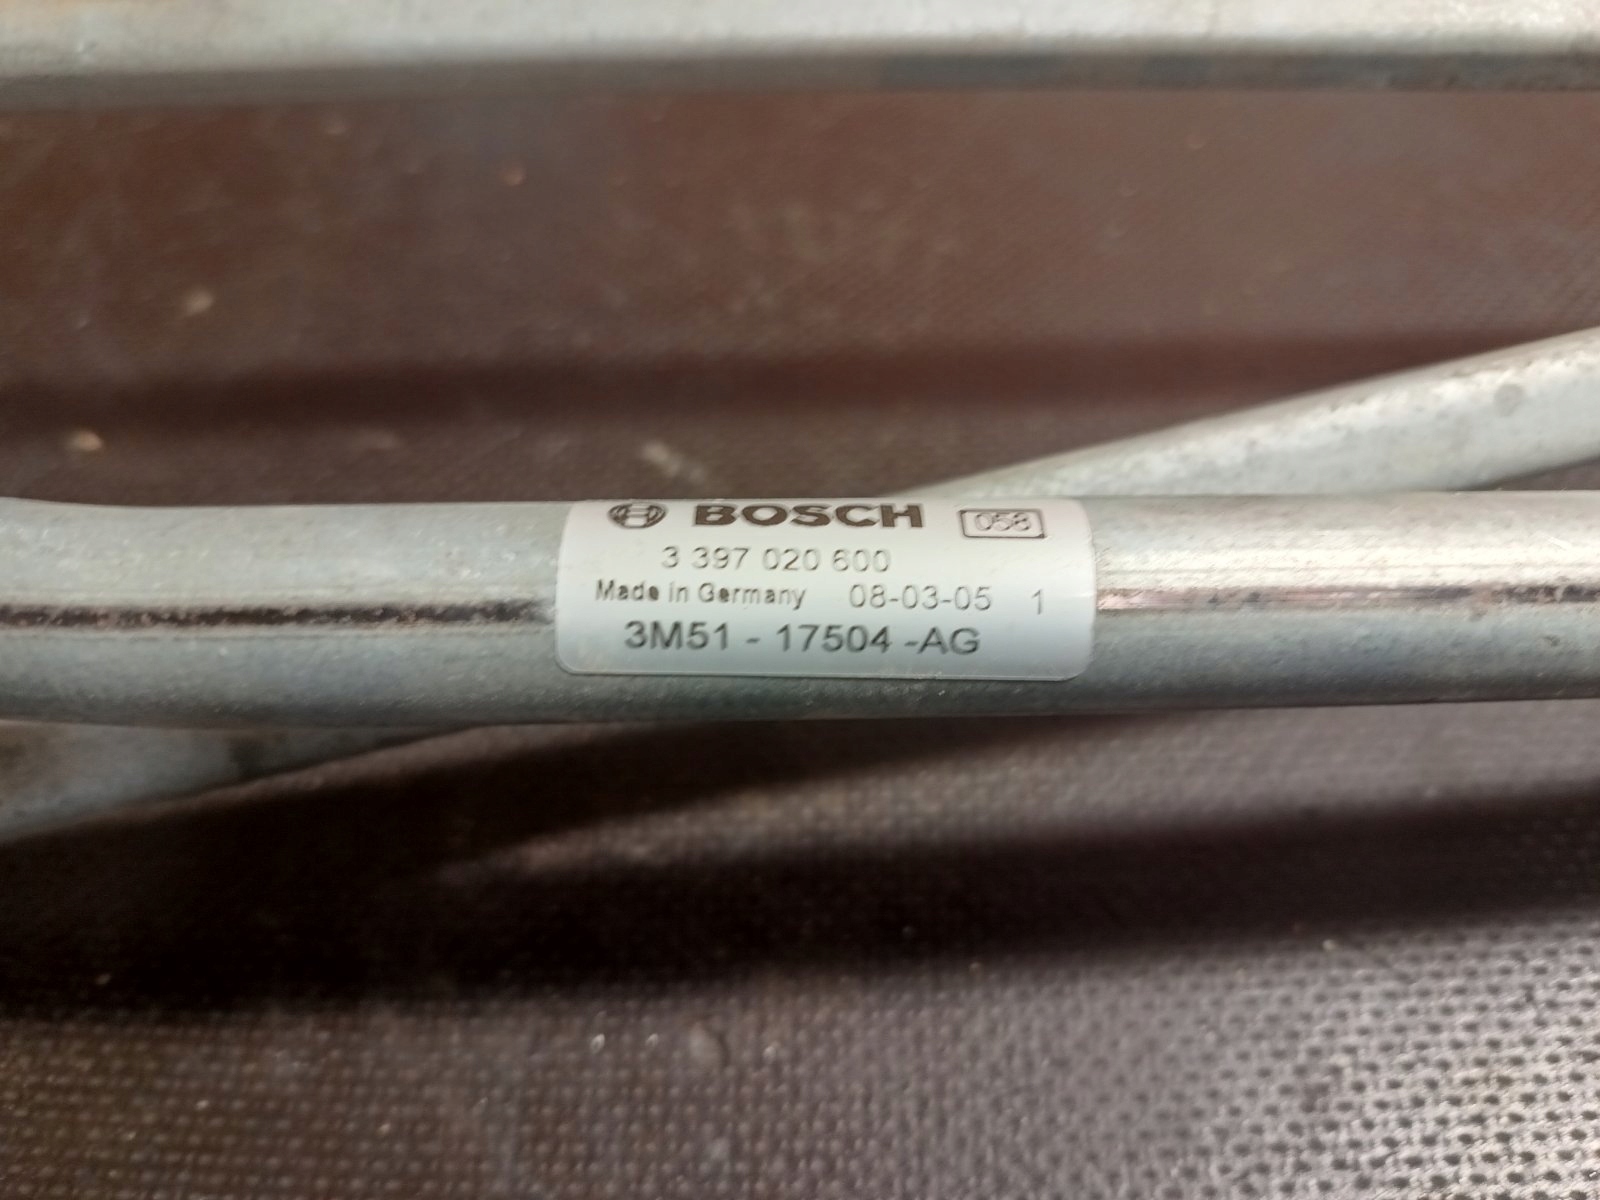 BOSCH 058
3 397 020 600
Made in Germany 08-03-05 1
3M51 - 17504 -AG